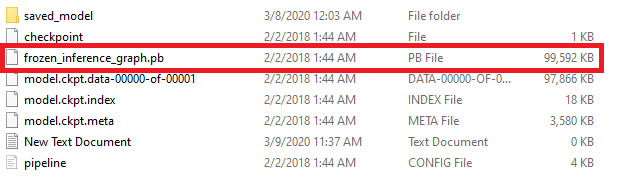 saved_model 3/8/2020 12:03 AM File folder
checkpoint 2/2/2018 1:44 AM File 1 KB
frozen_inference_graph.pb 2/2/2018 1:44 AM PB File 99,592 KB
model.ckpt.data-00000-of-00001 2/2/2018 1:44 AM DATA-00000-OF-0... 97,866 KB
model.ckpt.index 2/2/2018 1:44 AM INDEX File 18 KB
model.ckpt.meta 2/2/2018 1:44 AM META File 3,580 KB
New Text Document 3/9/2020 11:37 AM Text Document 0 KB
pipeline 2/2/2018 1:44 AM CONFIG File 4 KB